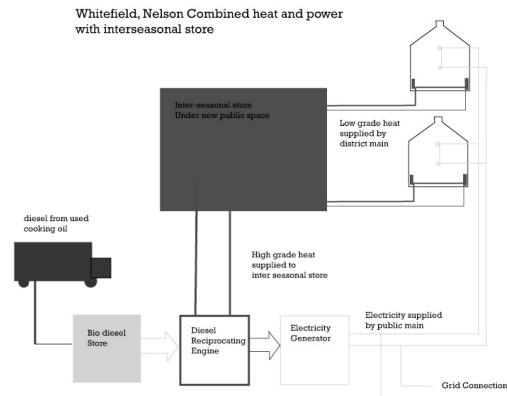 Whitefield, Nelson Combined heat and power
with interseasonal store
Inter-seasonal store
Under new public space
Low grade heat
supplied by
district main
diesel from used
cooking oil
High grade heat
supplied to
inter seasonal store
Bio diesel
Store
Diesel
Reciprocating
Engine
Electricity
Generator
Electricity supplied
by public main
Grid Connection